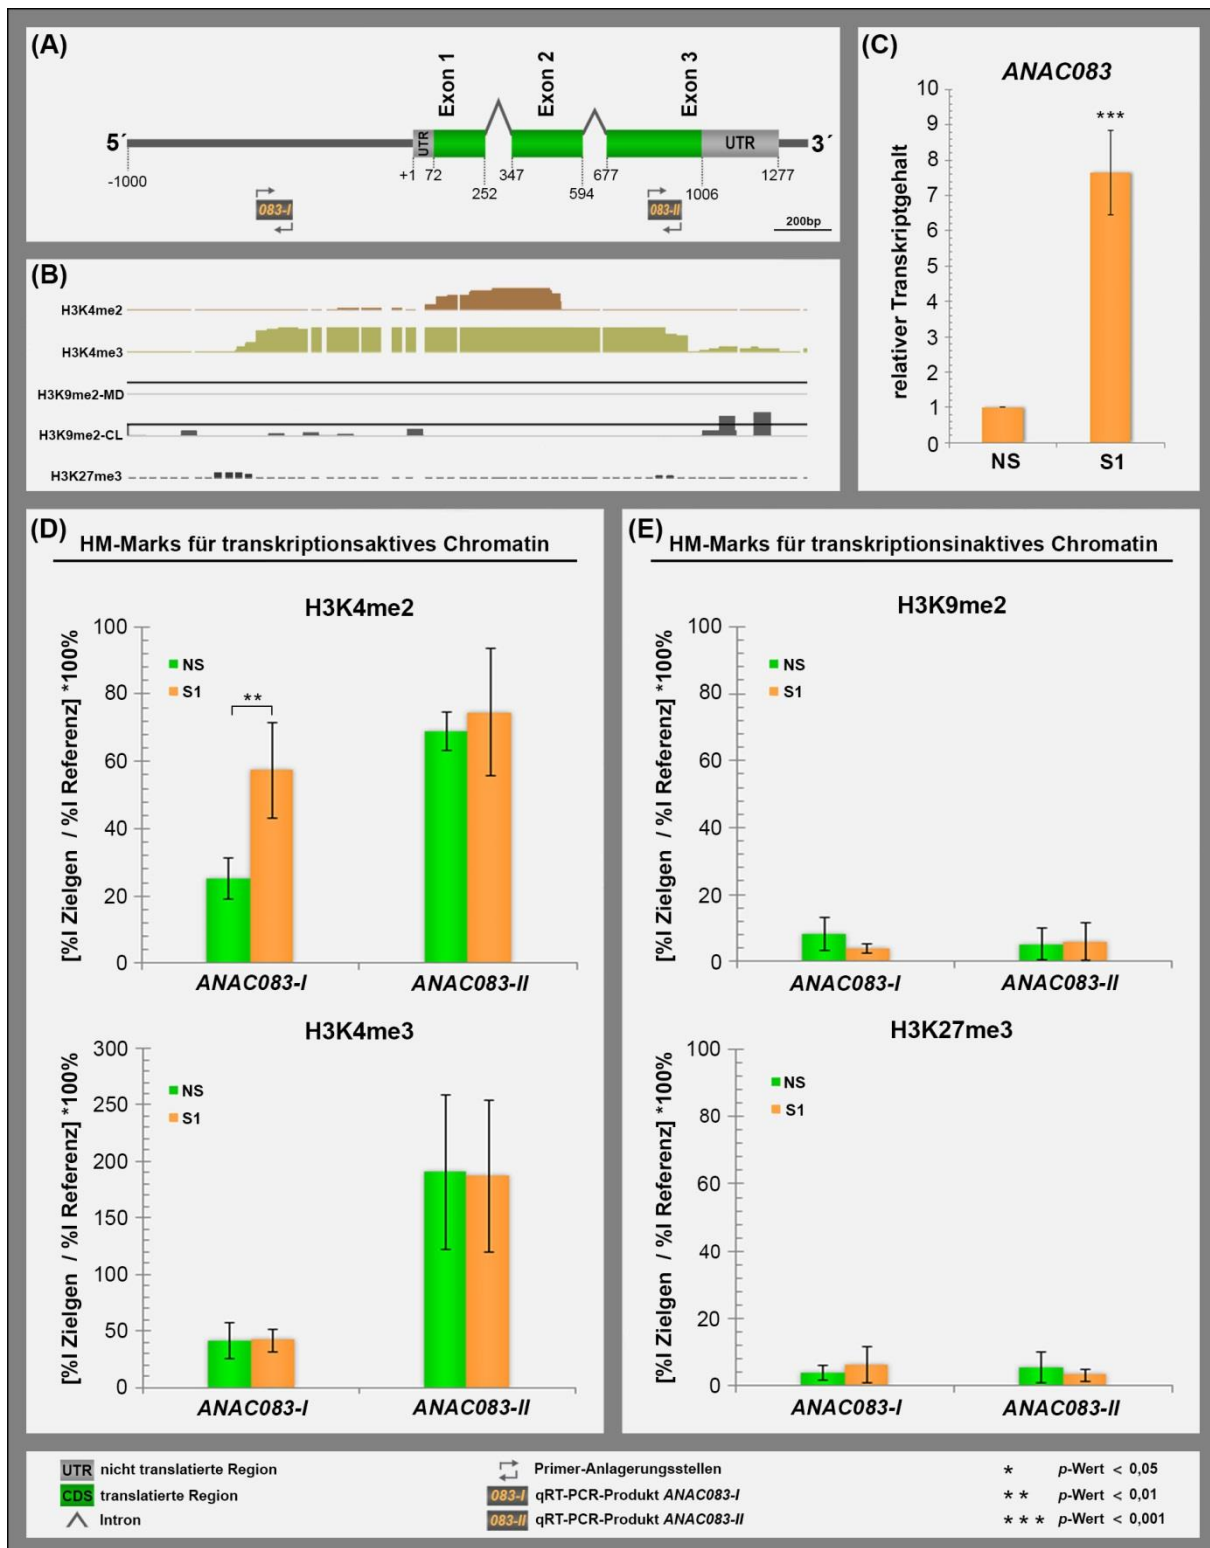 (A)
Exon 1
Exon 2
Exon 3
5´
UTR
UTR
3´
-1000
+1
72
252
347
594
677
1006
1277
083-I
083-II
200bp
(B)
H3K4me2
H3K4me3
H3K9me2-MD
H3K9me2-CL
H3K27me3
(C)
ANAC083
relativer Transkriptgehalt
10
9
8
7
6
5
4
3
2
1
0
***
NS
S1
(D)
HM-Marks für transkriptionsaktives Chromatin
H3K4me2
[%I Zielgen / %I Referenz] *100%
100
80
60
40
20
0
NS
S1
**
ANAC083-I
ANAC083-II
H3K4me3
[%I Zielgen / %I Referenz] *100%
300
250
200
150
100
50
0
NS
S1
ANAC083-I
ANAC083-II
(E)
HM-Marks für transkriptionsinaktives Chromatin
H3K9me2
[%I Zielgen / %I Referenz] *100%
100
80
60
40
20
0
NS
S1
ANAC083-I
ANAC083-II
H3K27me3
[%I Zielgen / %I Referenz] *100%
100
80
60
40
20
0
NS
S1
ANAC083-I
ANAC083-II
UTR nicht translatierte Region
CDS translatierte Region
Intron
Primer-Anlagerungsstellen
083-I qRT-PCR-Produkt ANAC083-I
083-II qRT-PCR-Produkt ANAC083-II
* p-Wert < 0,05
** p-Wert < 0,01
*** p-Wert < 0,001